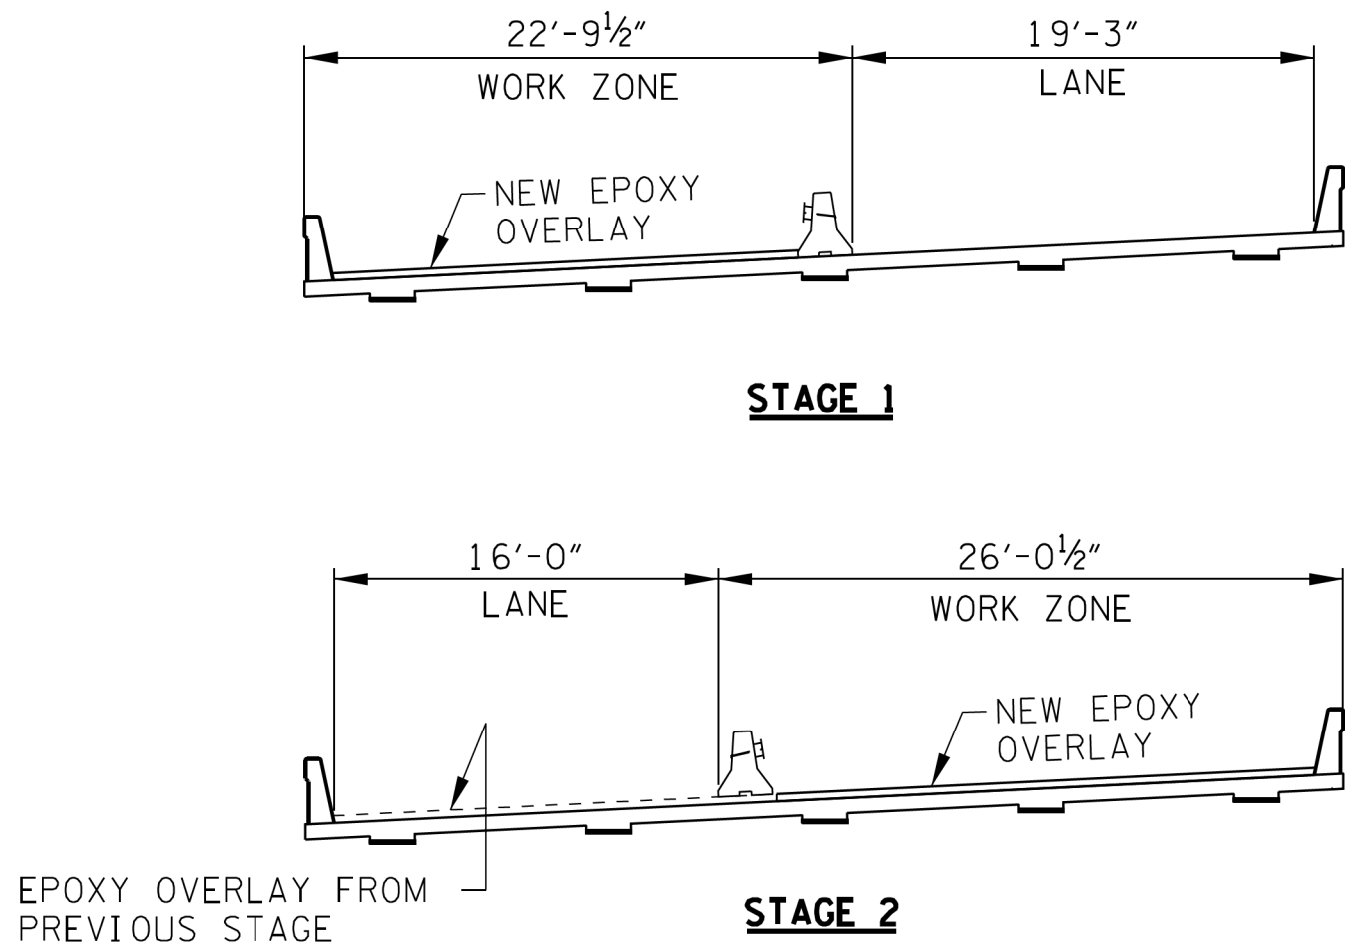 22'-9½" 19'-3"
WORK ZONE LANE
NEW EPOXY
OVERLAY
STAGE 1
16'-0" 26'-0½"
LANE WORK ZONE
NEW EPOXY
OVERLAY
EPOXY OVERLAY FROM
PREVIOUS STAGE
STAGE 2